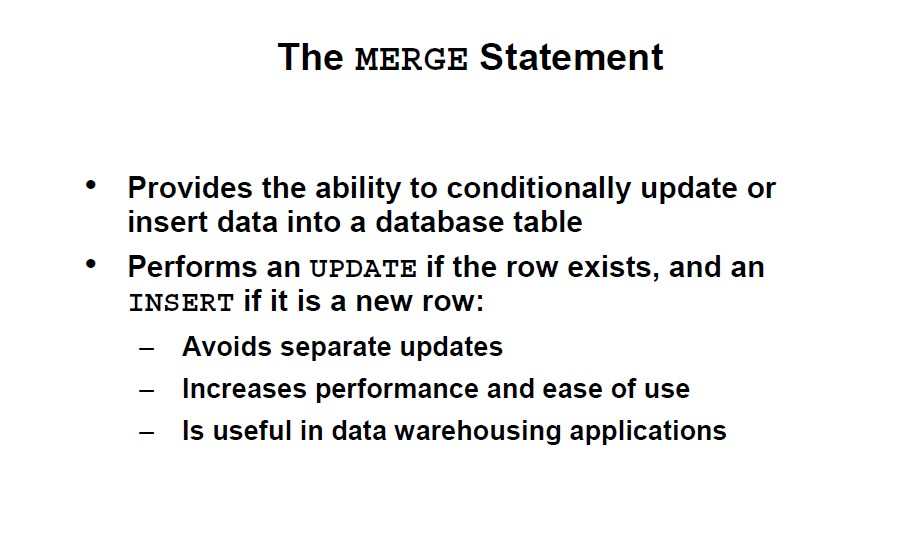 The MERGE Statement
• Provides the ability to conditionally update or
insert data into a database table
• Performs an UPDATE if the row exists, and an
INSERT if it is a new row:
– Avoids separate updates
– Increases performance and ease of use
– Is useful in data warehousing applications